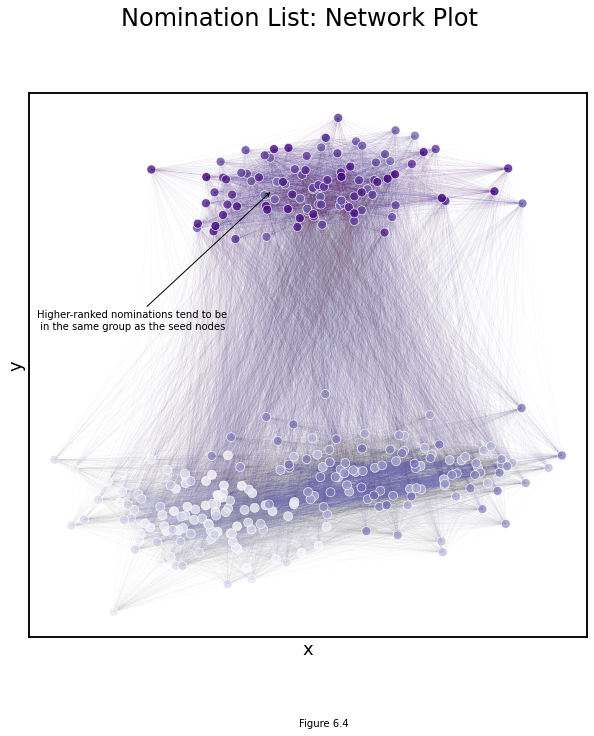 Nomination List: Network Plot
Higher-ranked nominations tend to be
in the same group as the seed nodes
y
x
Figure 6.4